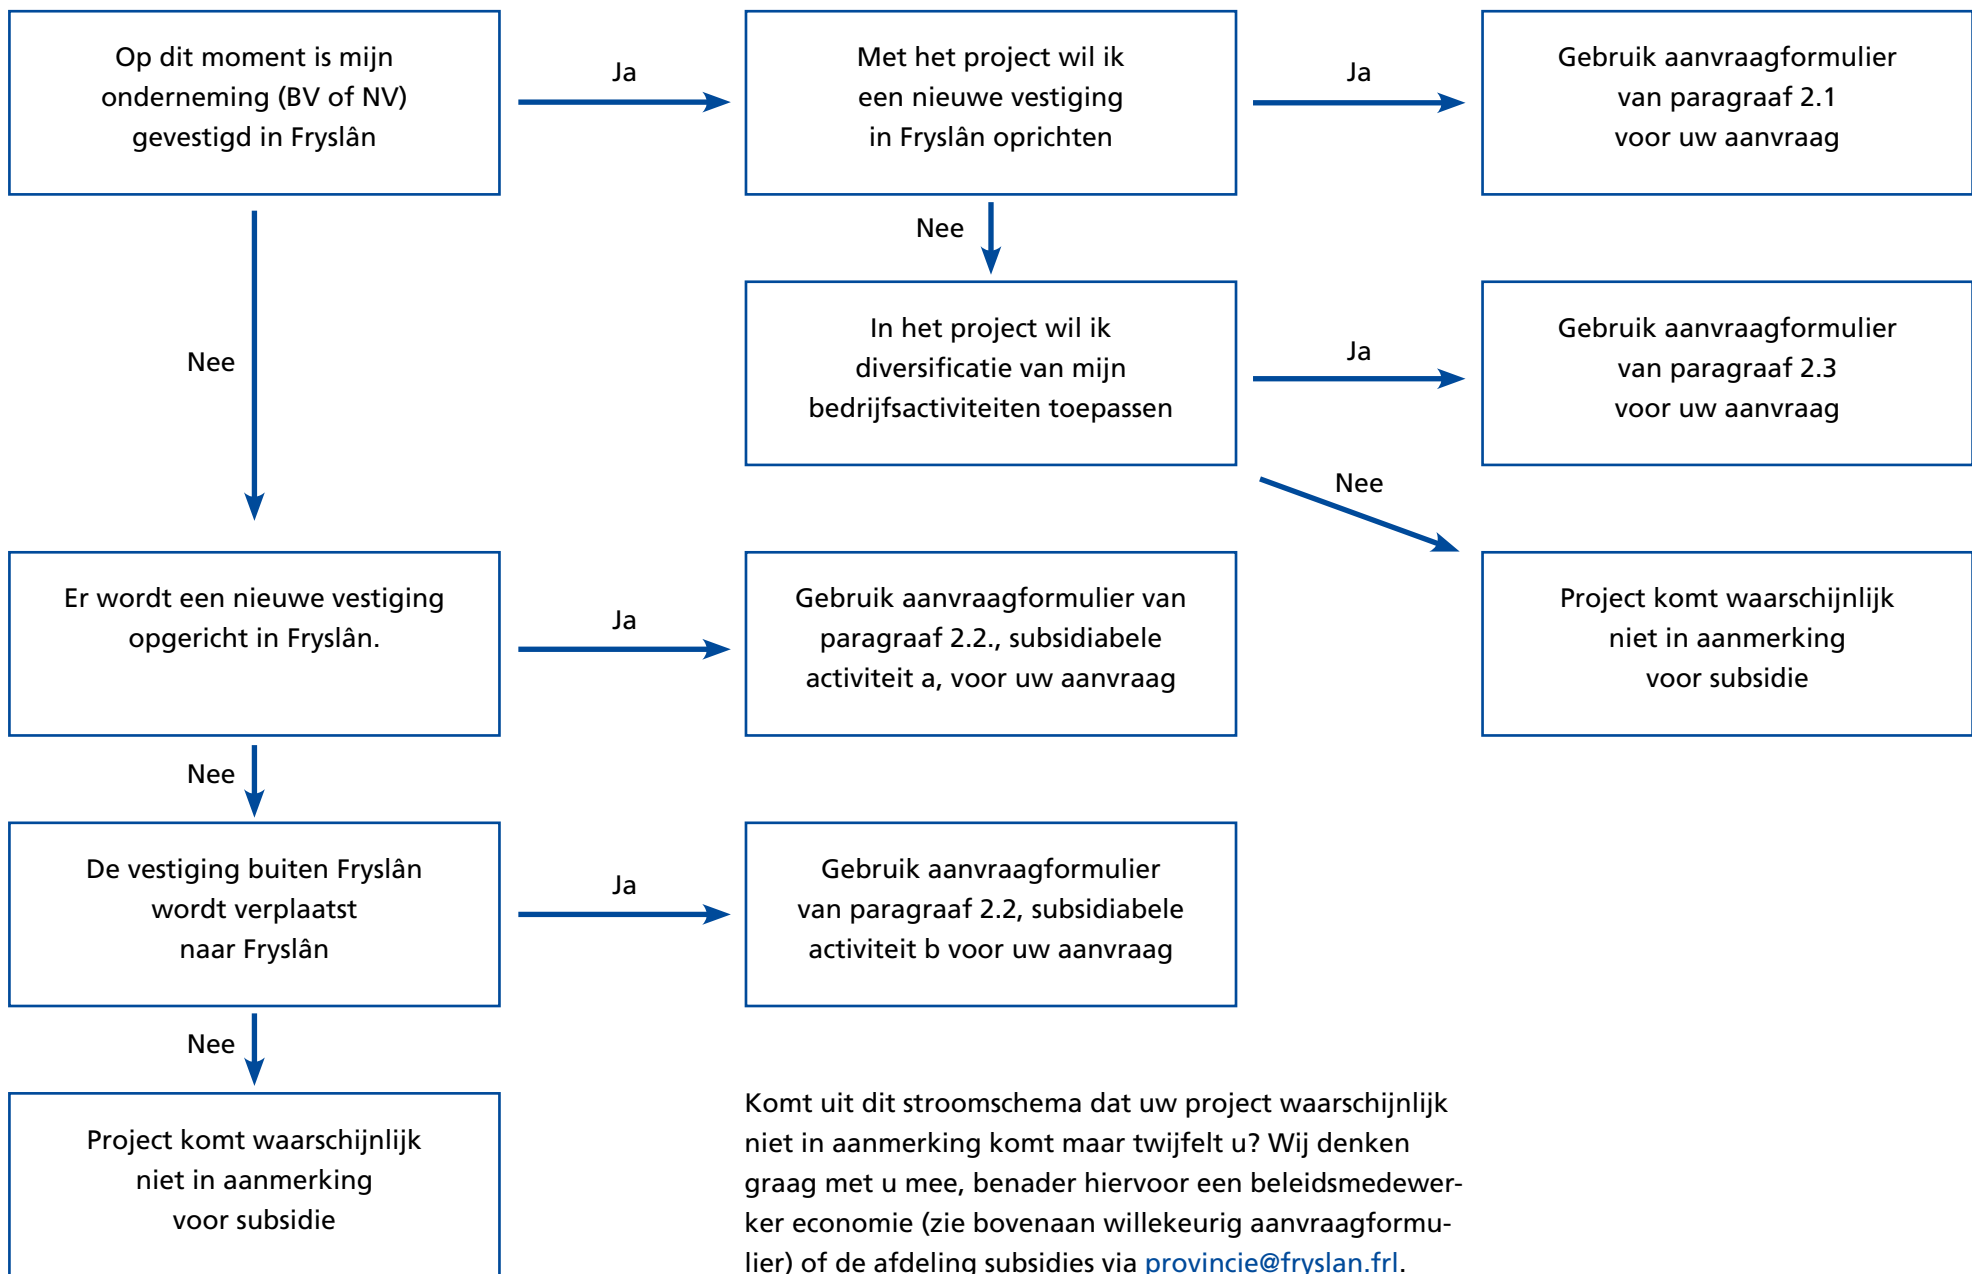 Op dit moment is mijn
onderneming (BV of NV)
gevestigd in Fryslân
Ja
Met het project wil ik
een nieuwe vestiging
in Fryslân oprichten
Ja
Gebruik aanvraagformulier
van paragraaf 2.1
voor uw aanvraag
Nee
Nee
In het project wil ik
diversificatie van mijn
bedrijfsactiviteiten toepassen
Ja
Gebruik aanvraagformulier
van paragraaf 2.3
voor uw aanvraag
Nee
Project komt waarschijnlijk
niet in aanmerking
voor subsidie
Er wordt een nieuwe vestiging
opgericht in Fryslân.
Ja
Gebruik aanvraagformulier van
paragraaf 2.2., subsidiabele
activiteit a, voor uw aanvraag
Nee
De vestiging buiten Fryslân
wordt verplaatst
naar Fryslân
Ja
Gebruik aanvraagformulier
van paragraaf 2.2, subsidiabele
activiteit b voor uw aanvraag
Nee
Project komt waarschijnlijk
niet in aanmerking
voor subsidie
Komt uit dit stroomschema dat uw project waarschijnlijk
niet in aanmerking komt maar twijfelt u? Wij denken
graag met u mee, benader hiervoor een beleidsmedewer-
ker economie (zie bovenaan willekeurig aanvraagformu-
lier) of de afdeling subsidies via provincie@fryslan.frl.